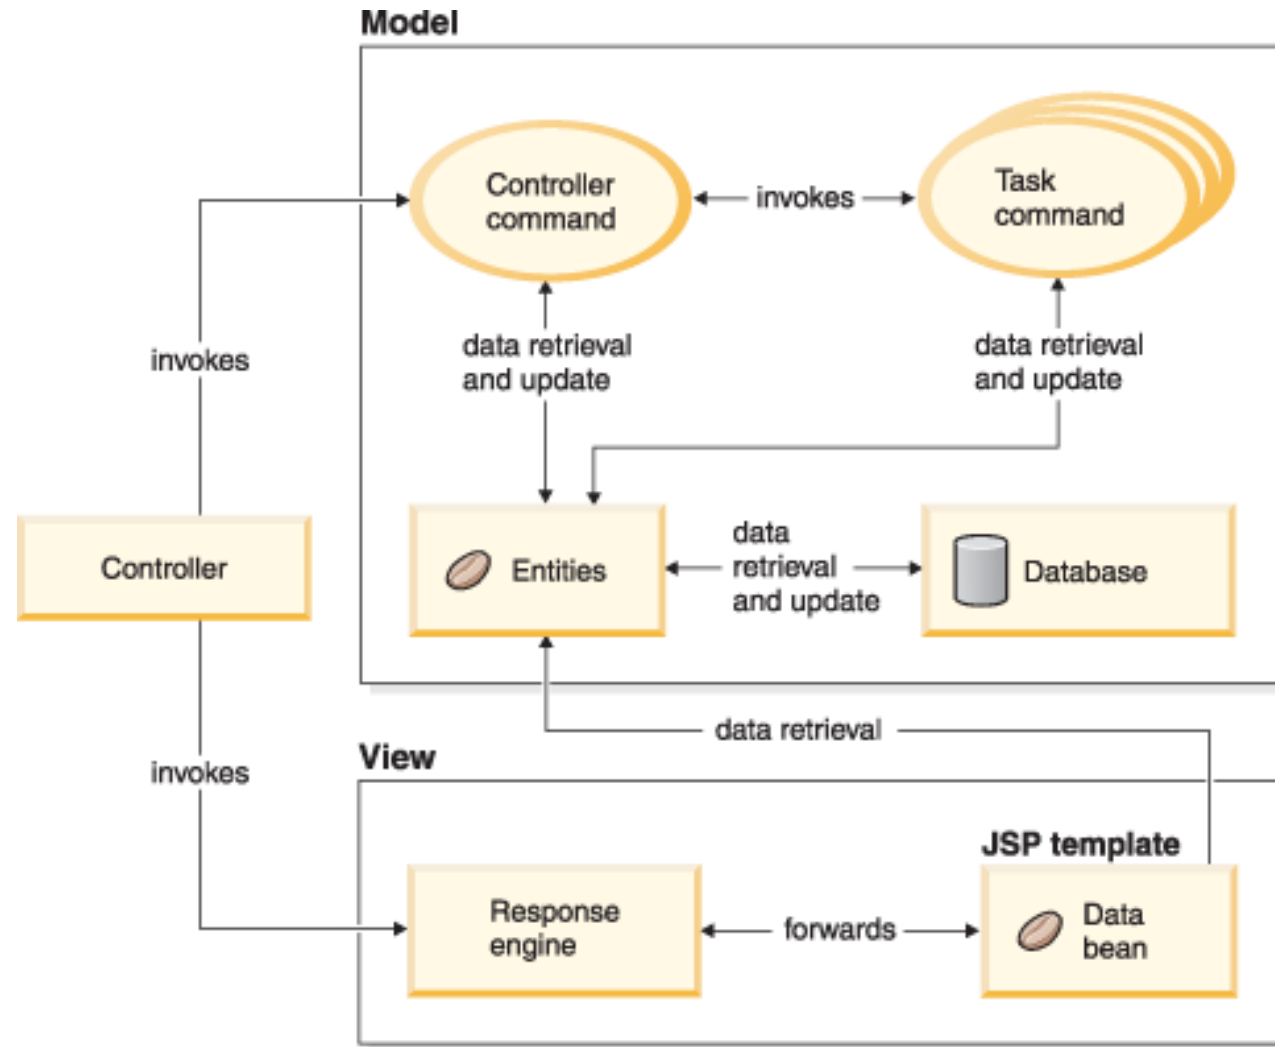 Model
Controller
command
invokes
Task
command
data retrieval
and update
data retrieval
and update
invokes
Controller
Entities
data
retrieval
and update
Database
data retrieval
View
invokes
JSP template
Response
engine
forwards
Data
bean